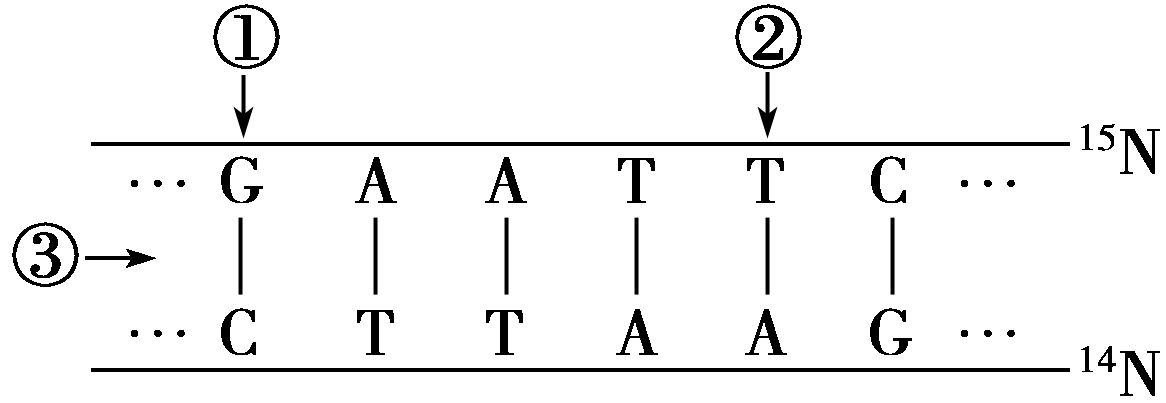 ① ②
¹⁵N
… G A A T T C …
③
… C T T A A G …
¹⁴N